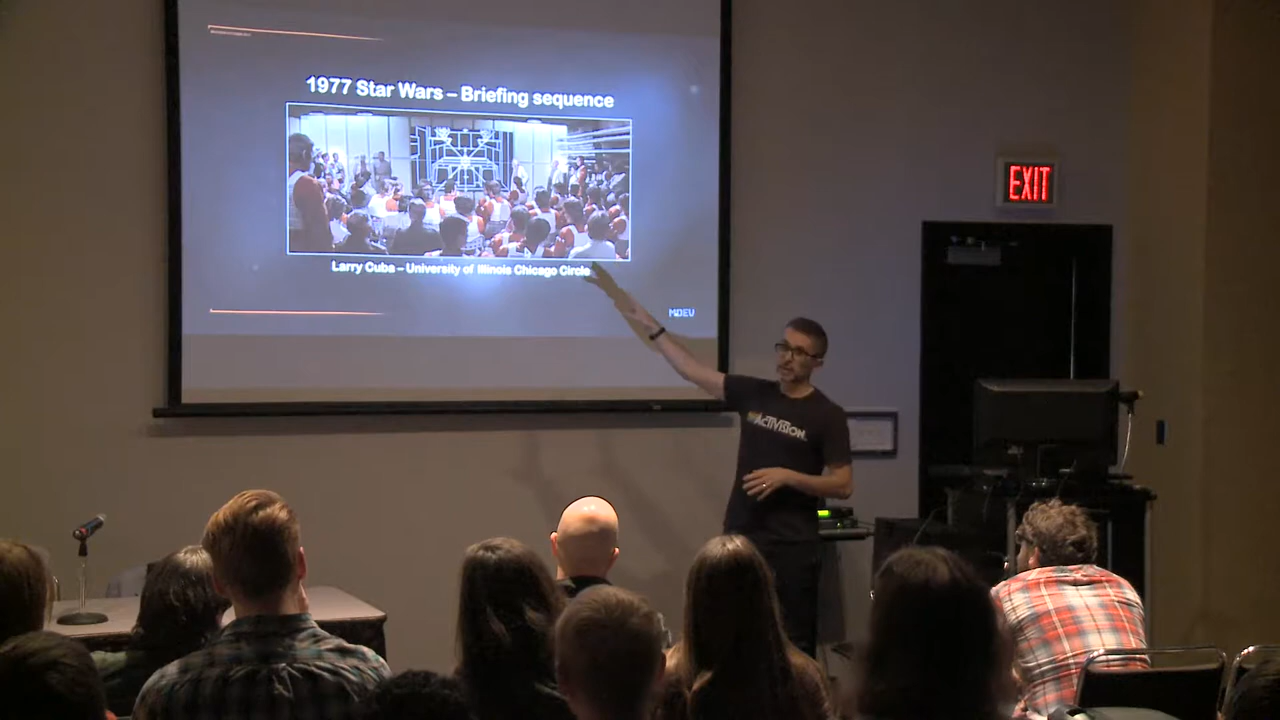 1977 Star Wars – Briefing sequence
Larry Cuba – University of Illinois Chicago Circle
MDEV
EXIT
ACTIVISION